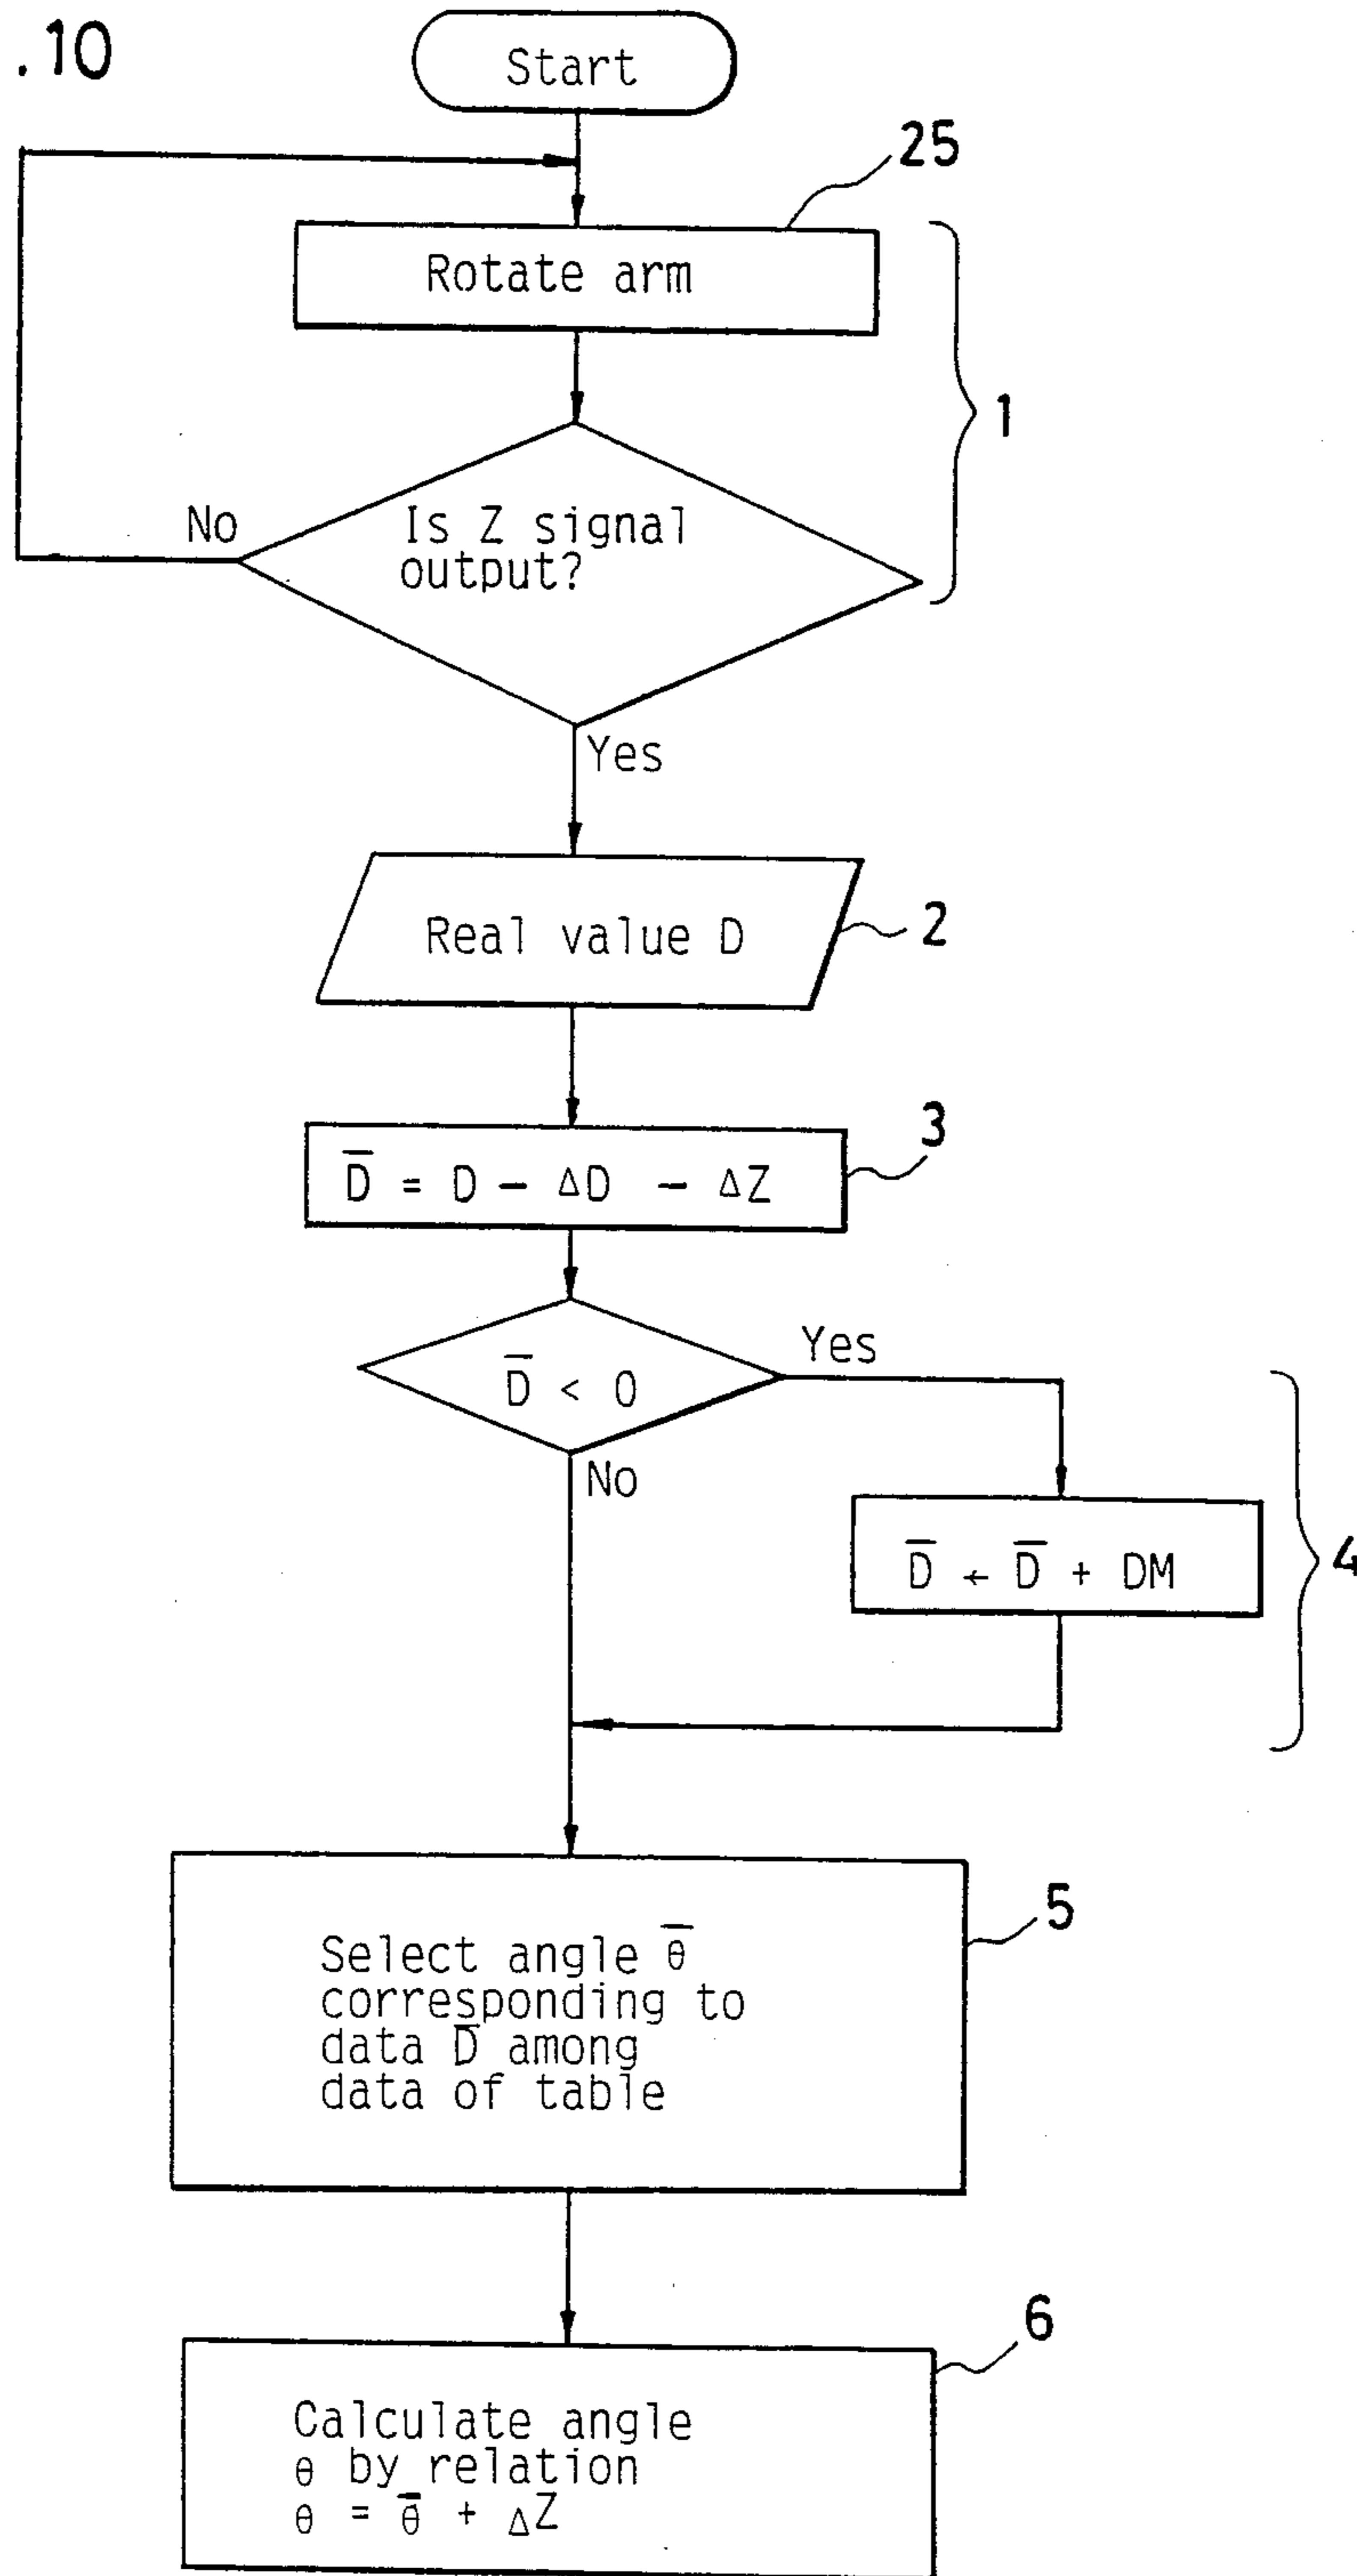 .10
Start
25
Rotate arm
1
Is Z signal
output?
No
Yes
Real value D
2
3
D̅ = D − ΔD − ΔZ
D̅ < 0
Yes
No
D̅ ← D̅ + DM
4
5
Select angle θ̅
corresponding to
data D̅ among
data of table
6
Calculate angle
θ by relation
θ = θ̅ + ΔZ